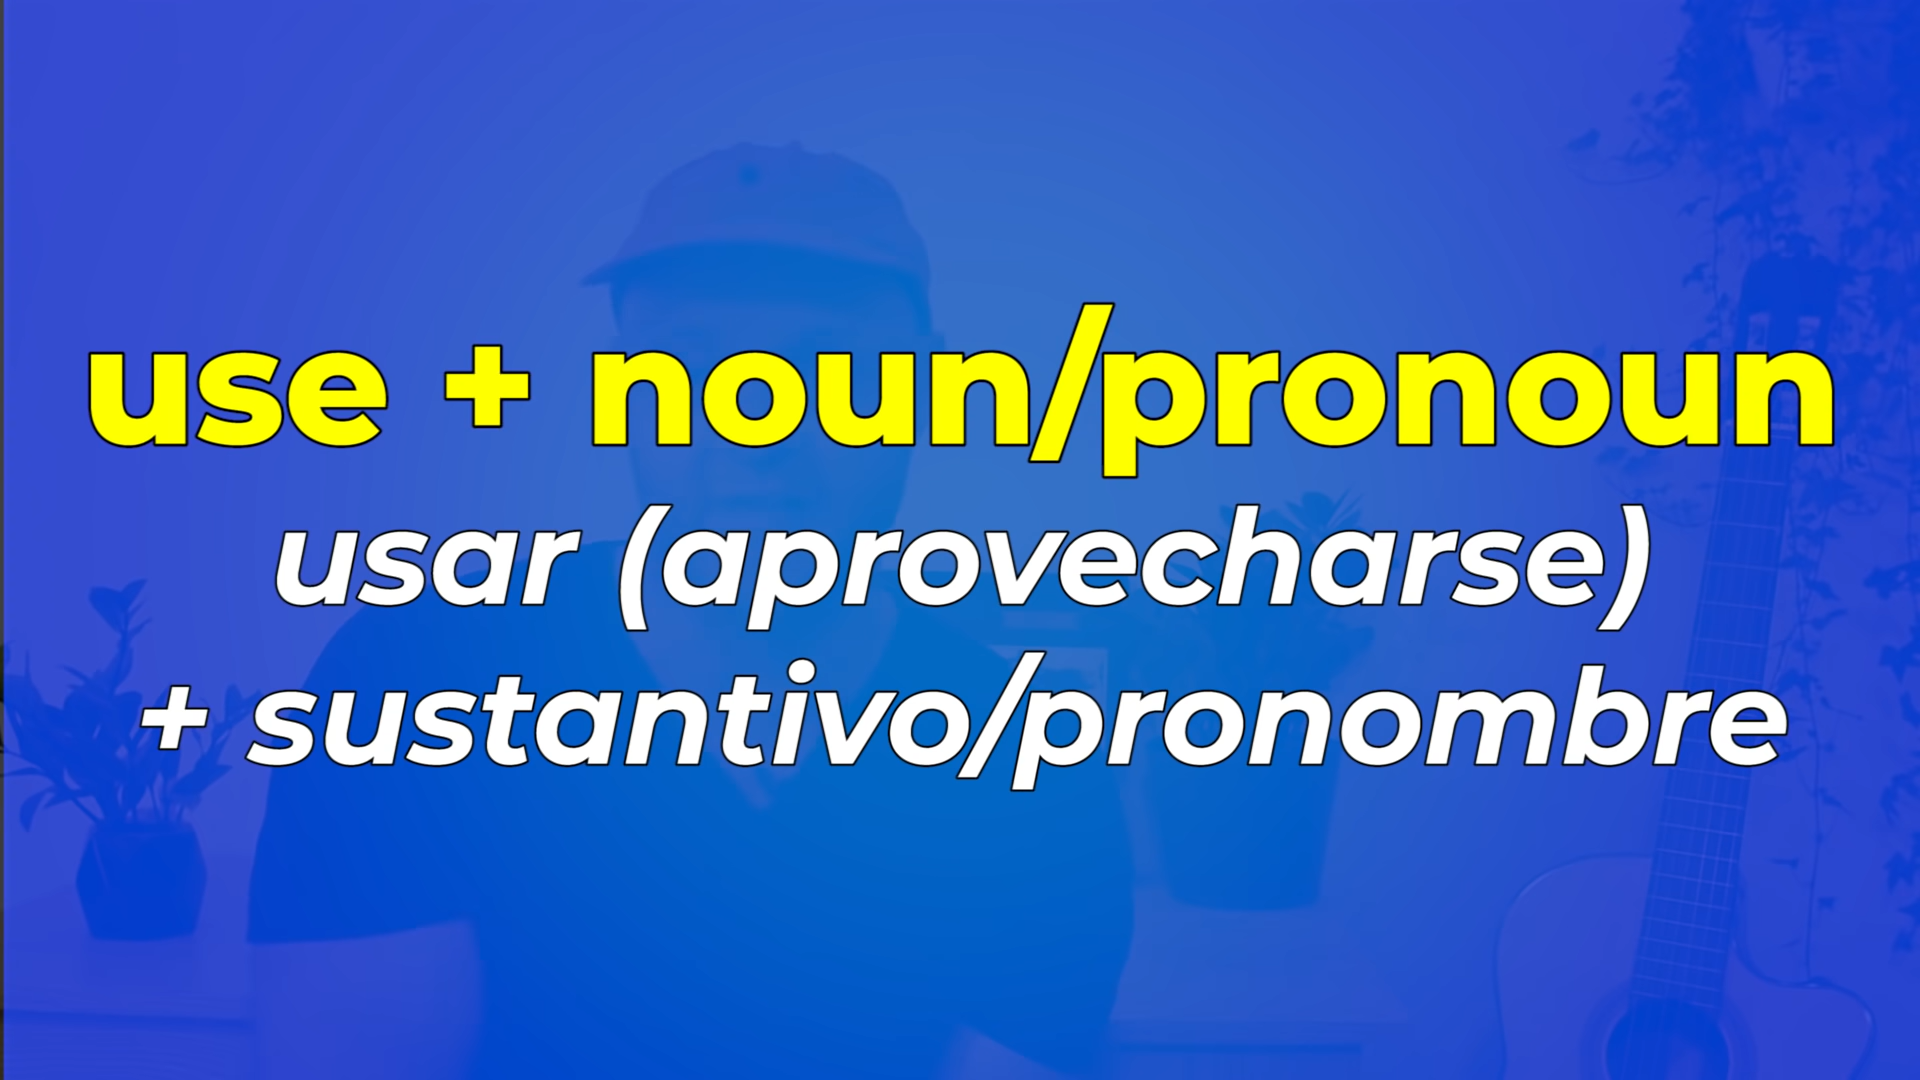 use + noun/pronoun
usar (aprovecharse)
+ sustantivo/pronombre